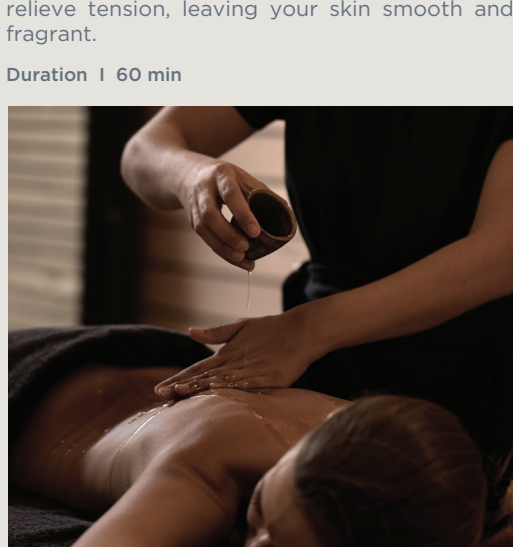 relieve tension, leaving your skin smooth and
fragrant.
Duration I 60 min